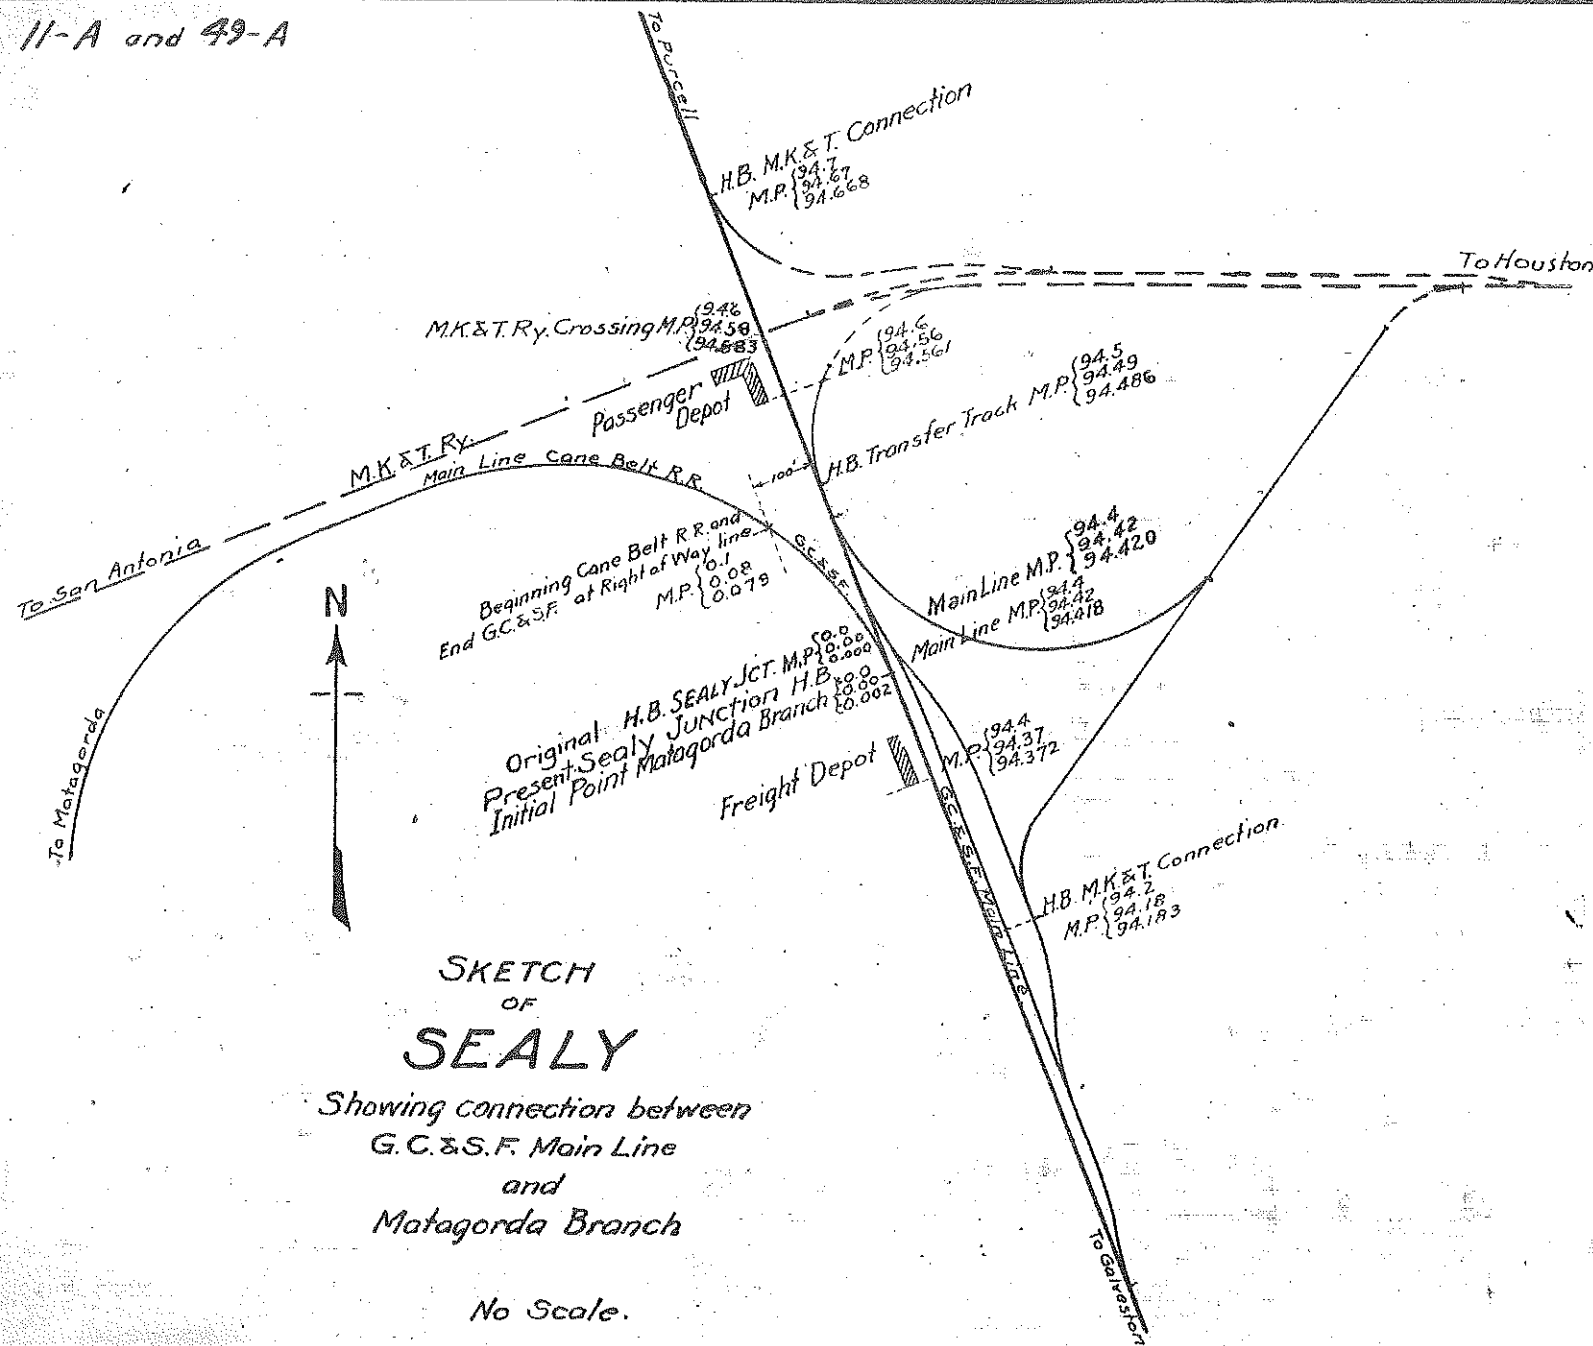 11-A and 49-A
To Purcell
H.B. M.K.&T. Connection
M.P. 94.7
94.67
94.668
To Houston
M.K.&T. Ry. Crossing M.P. 94.6
94.58
94.583
M.P. 94.6
94.56
94.561
Passenger
Depot
H.B. Transfer Track M.P. 94.5
94.49
94.486
M.K.&T. Ry.
Main Line Cane Belt R.R.
100'
To San Antonia
G.C.&S.F.
Beginning Cane Belt R.R. and
End G.C.&S.F. at Right of Way line
M.P. 0.1
0.08
0.079
Main Line M.P. 94.4
94.42
94.420
Main Line M.P. 94.4
94.42
94.418
N
Original H.B. SEALY JCT. M.P. 0.0
0.00
0.000
Present Sealy Junction H.B. 0.0
Initial Point Matagorda Branch 0.00
0.002
To Matagorda
Freight Depot
M.P. 94.4
94.37
94.372
G.C.&S.F. Main Line
H.B. M.K.&T. Connection
M.P. 94.2
94.18
94.183
SKETCH
OF
SEALY
Showing connection between
G.C.&S.F. Main Line
and
Matagorda Branch
No Scale.
To Galveston